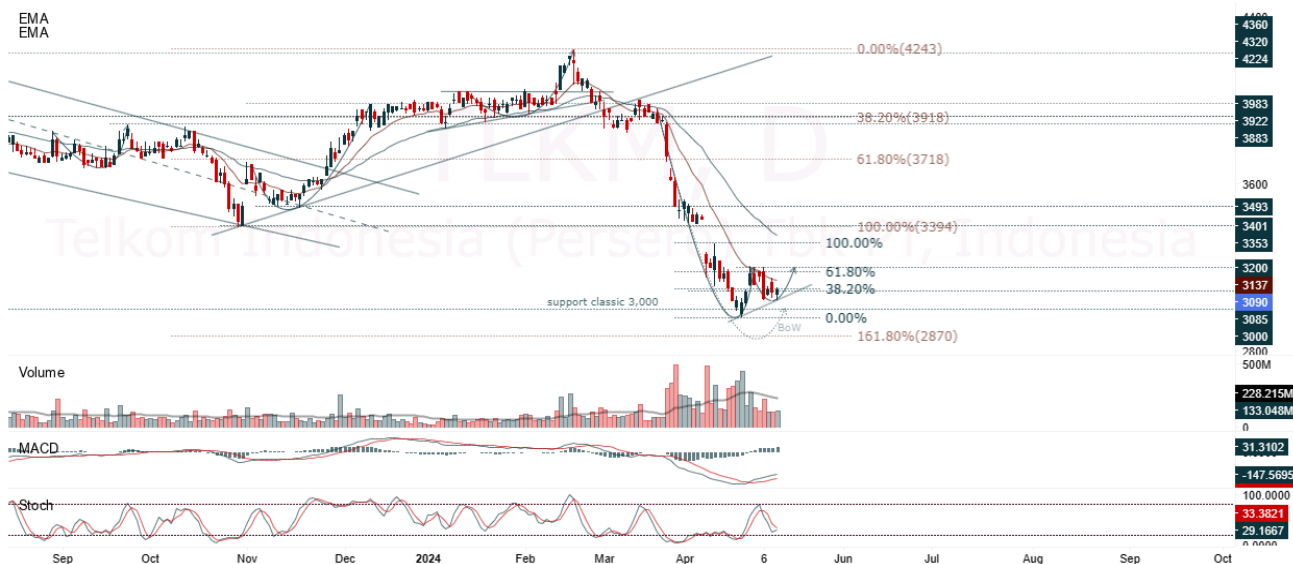 EMA
EMA
TLKM, D
Telkom Indonesia (Persero) Tbk PT, Indonesia
0.00%(4243)
38.20%(3918)
61.80%(3718)
100.00%(3394)
100.00%
61.80%
38.20%
0.00%
161.80%(2870)
support classic 3,000
BoW
4400
4360
4320
4224
3983
3922
3883
3600
3493
3401
3353
3200
3137
3090
3085
3000
2800
Volume
500M
228.215M
133.048M
0
MACD
31.3102
-147.5695
Stoch
100.0000
33.3821
29.1667
0.0000
Sep Oct Nov Dec 2024 Feb Mar Apr 6 Jun Jul Aug Sep Oct